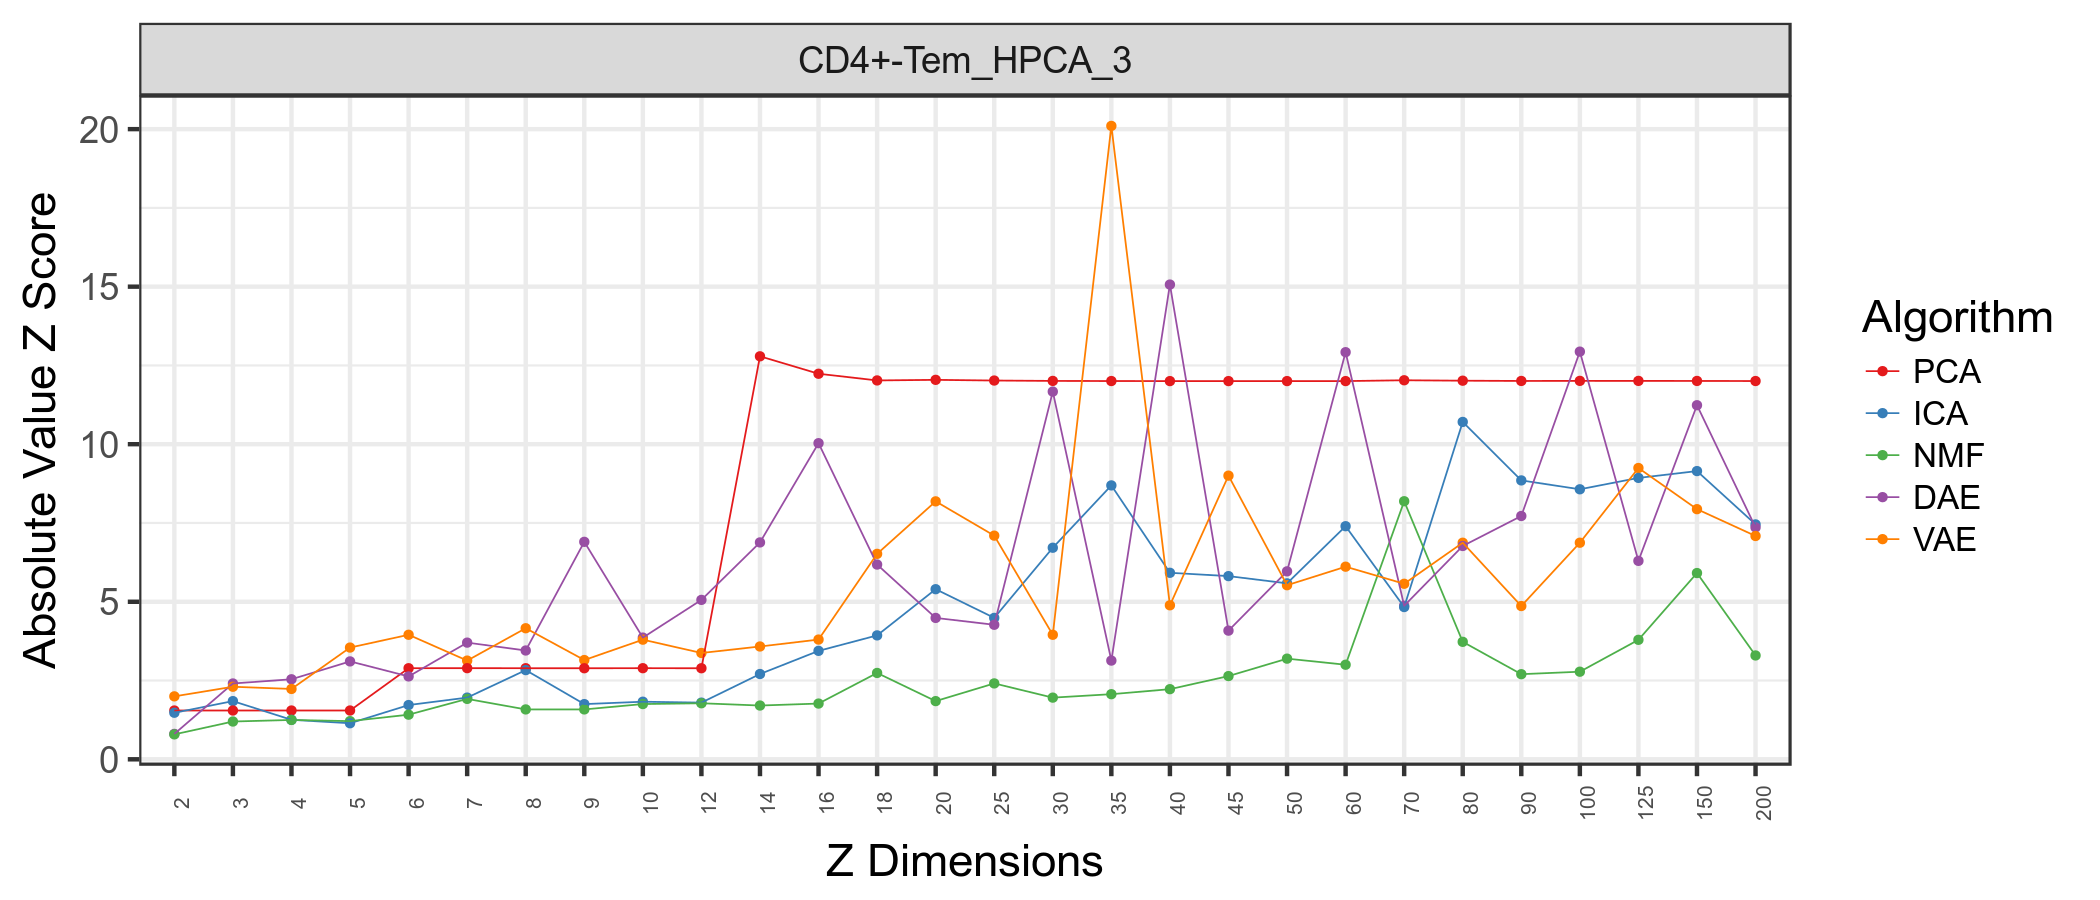 CD4+-Tem_HPCA_3
Absolute Value Z Score
20
15
10
5
0
2 3 4 5 6 7 8 9 10 12 14 16 18 20 25 30 35 40 45 50 60 70 80 90 100 125 150 200
Z Dimensions
Algorithm
PCA
ICA
NMF
DAE
VAE